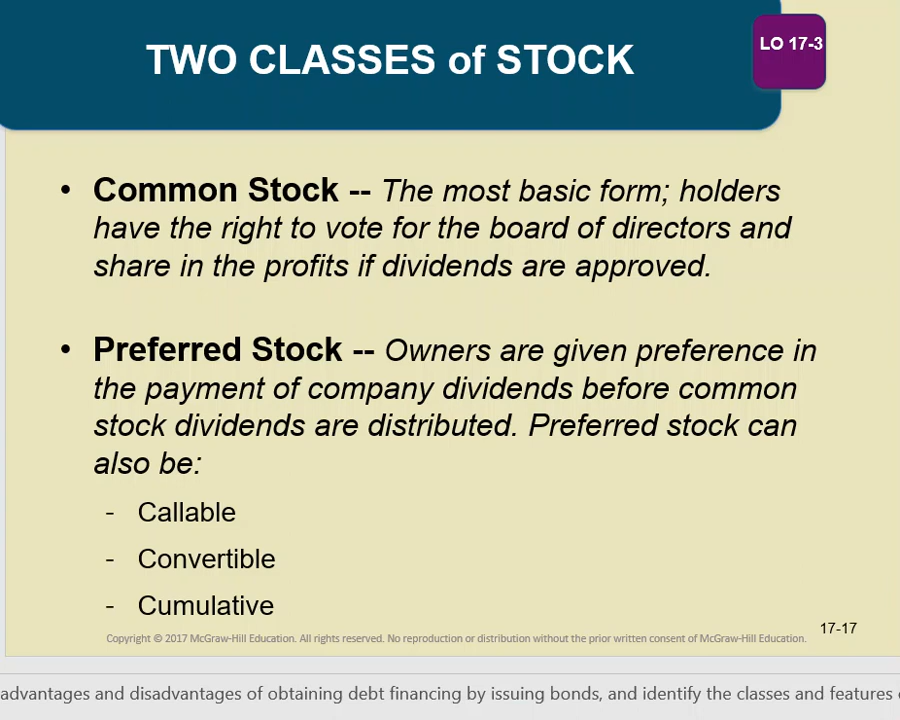 TWO CLASSES of STOCK
LO 17-3
• Common Stock -- The most basic form; holders
have the right to vote for the board of directors and
share in the profits if dividends are approved.
• Preferred Stock -- Owners are given preference in
the payment of company dividends before common
stock dividends are distributed. Preferred stock can
also be:
- Callable
- Convertible
- Cumulative
Copyright © 2017 McGraw-Hill Education. All rights reserved. No reproduction or distribution without the prior written consent of McGraw-Hill Education.
17-17
advantages and disadvantages of obtaining debt financing by issuing bonds, and identify the classes and features